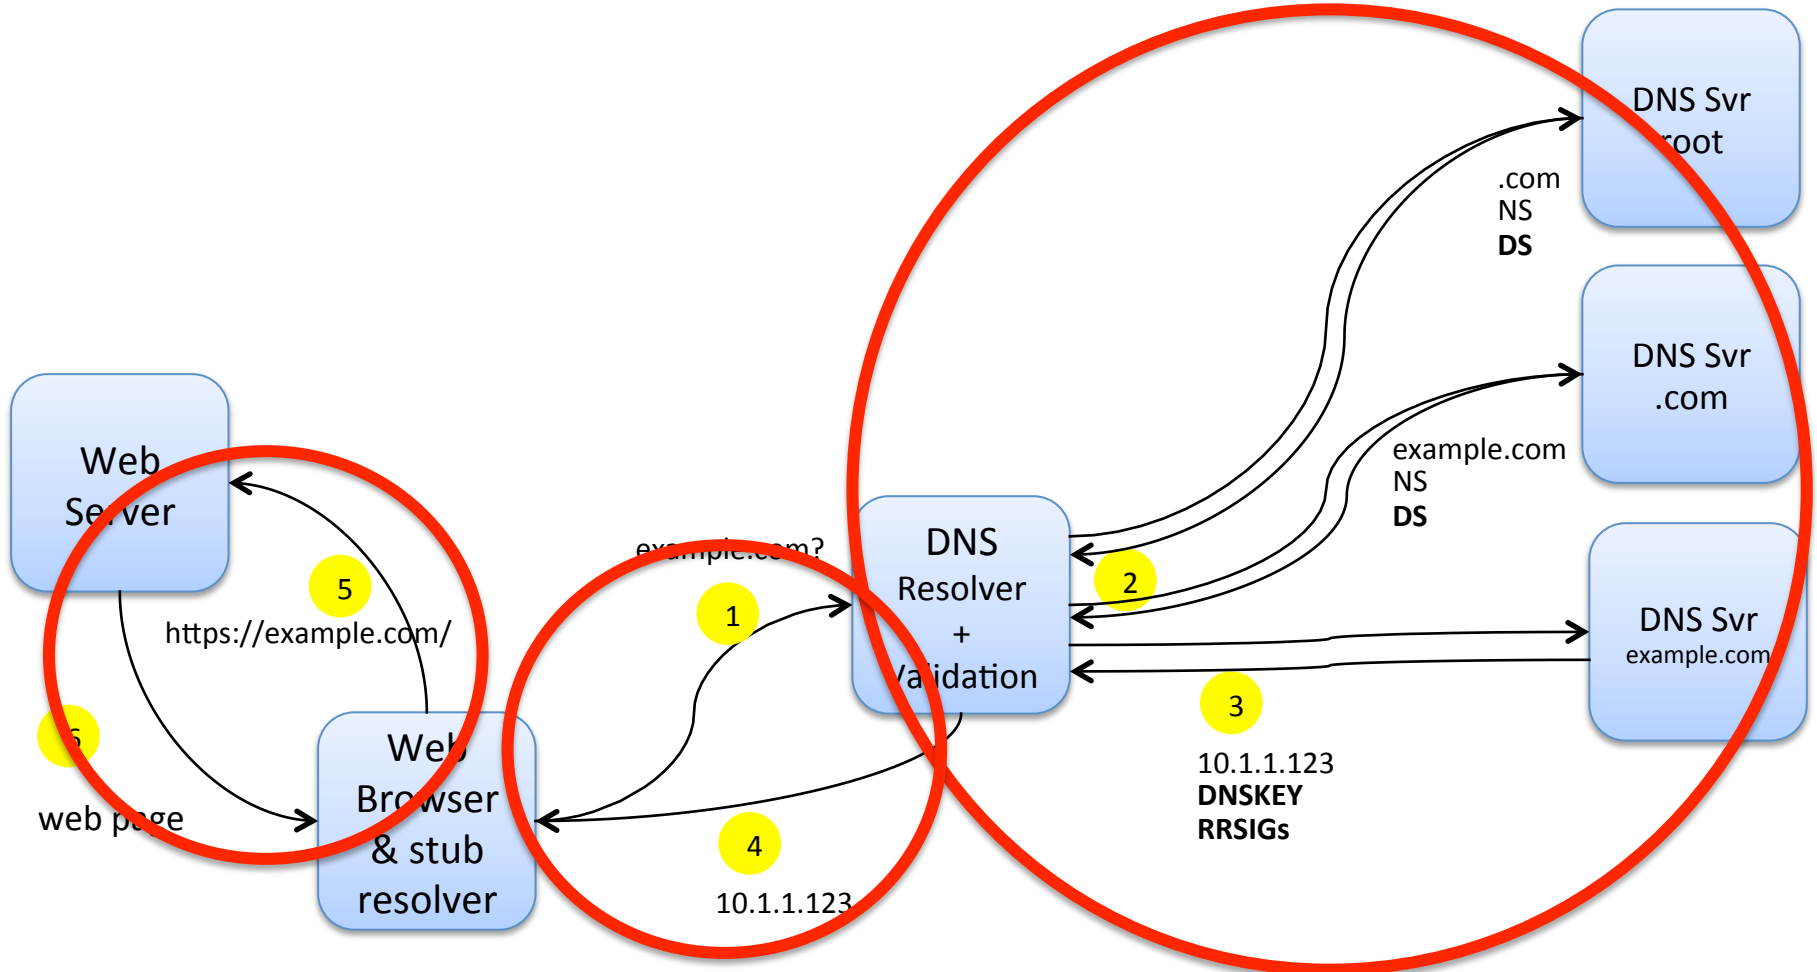 DNS Svr
root
.com
NS
DS
DNS Svr
.com
example.com
NS
DS
Web
Server
5
https://example.com/
6
web page
Web
Browser
& stub
resolver
example.com?
1
4
10.1.1.123
DNS
Resolver
+
Validation
2
3
10.1.1.123
DNSKEY
RRSIGs
DNS Svr
example.com